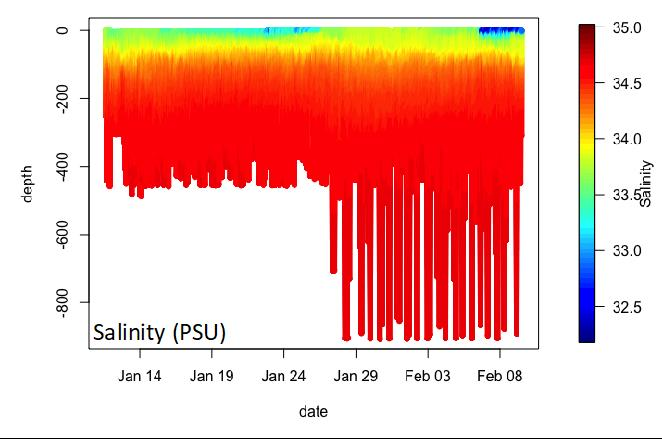 0
-200
-400
-600
-800
depth
Salinity (PSU)
Jan 14
Jan 19
Jan 24
Jan 29
Feb 03
Feb 08
date
35.0
34.5
34.0
33.5
33.0
32.5
Salinity